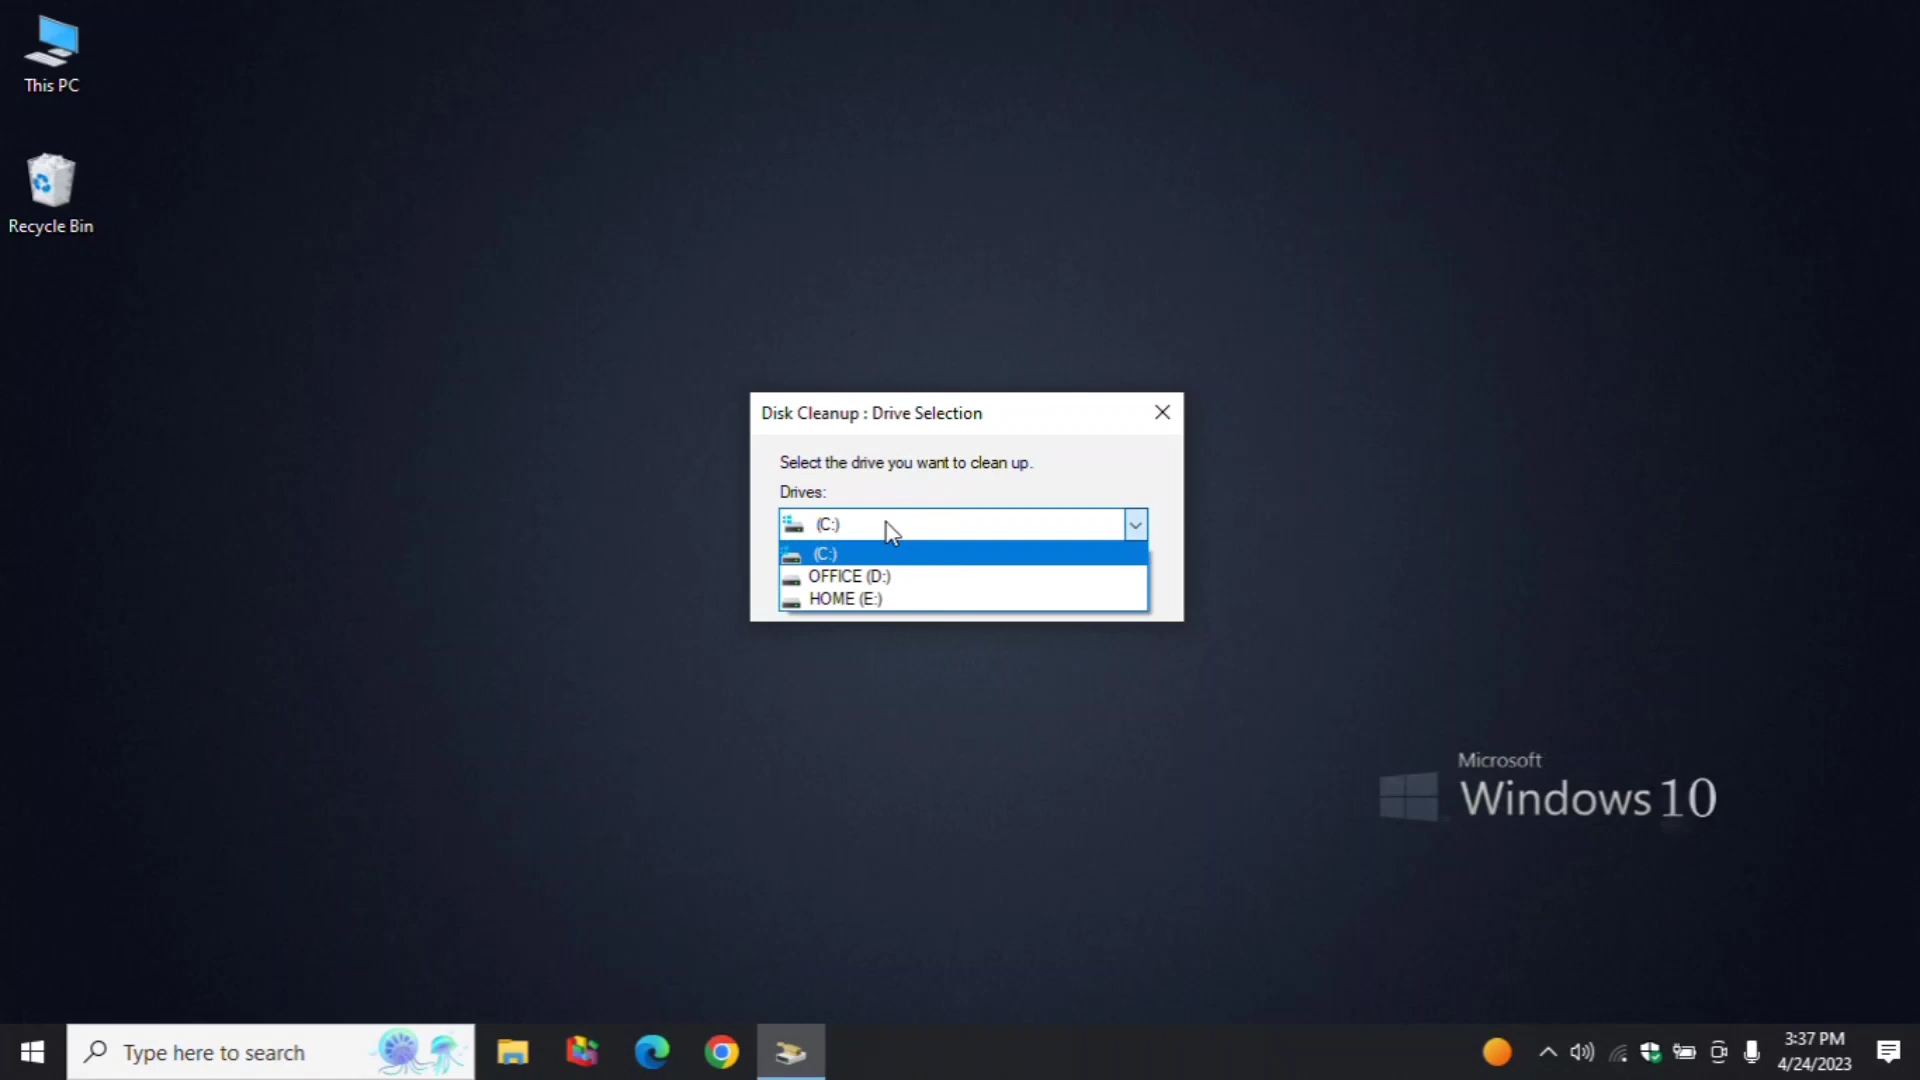 This PC
Recycle Bin
Disk Cleanup : Drive Selection
Select the drive you want to clean up.
Drives:
(C:)
(C:)
OFFICE (D:)
HOME (E:)
Microsoft
Windows 10
Type here to search
3:37 PM
4/24/2023